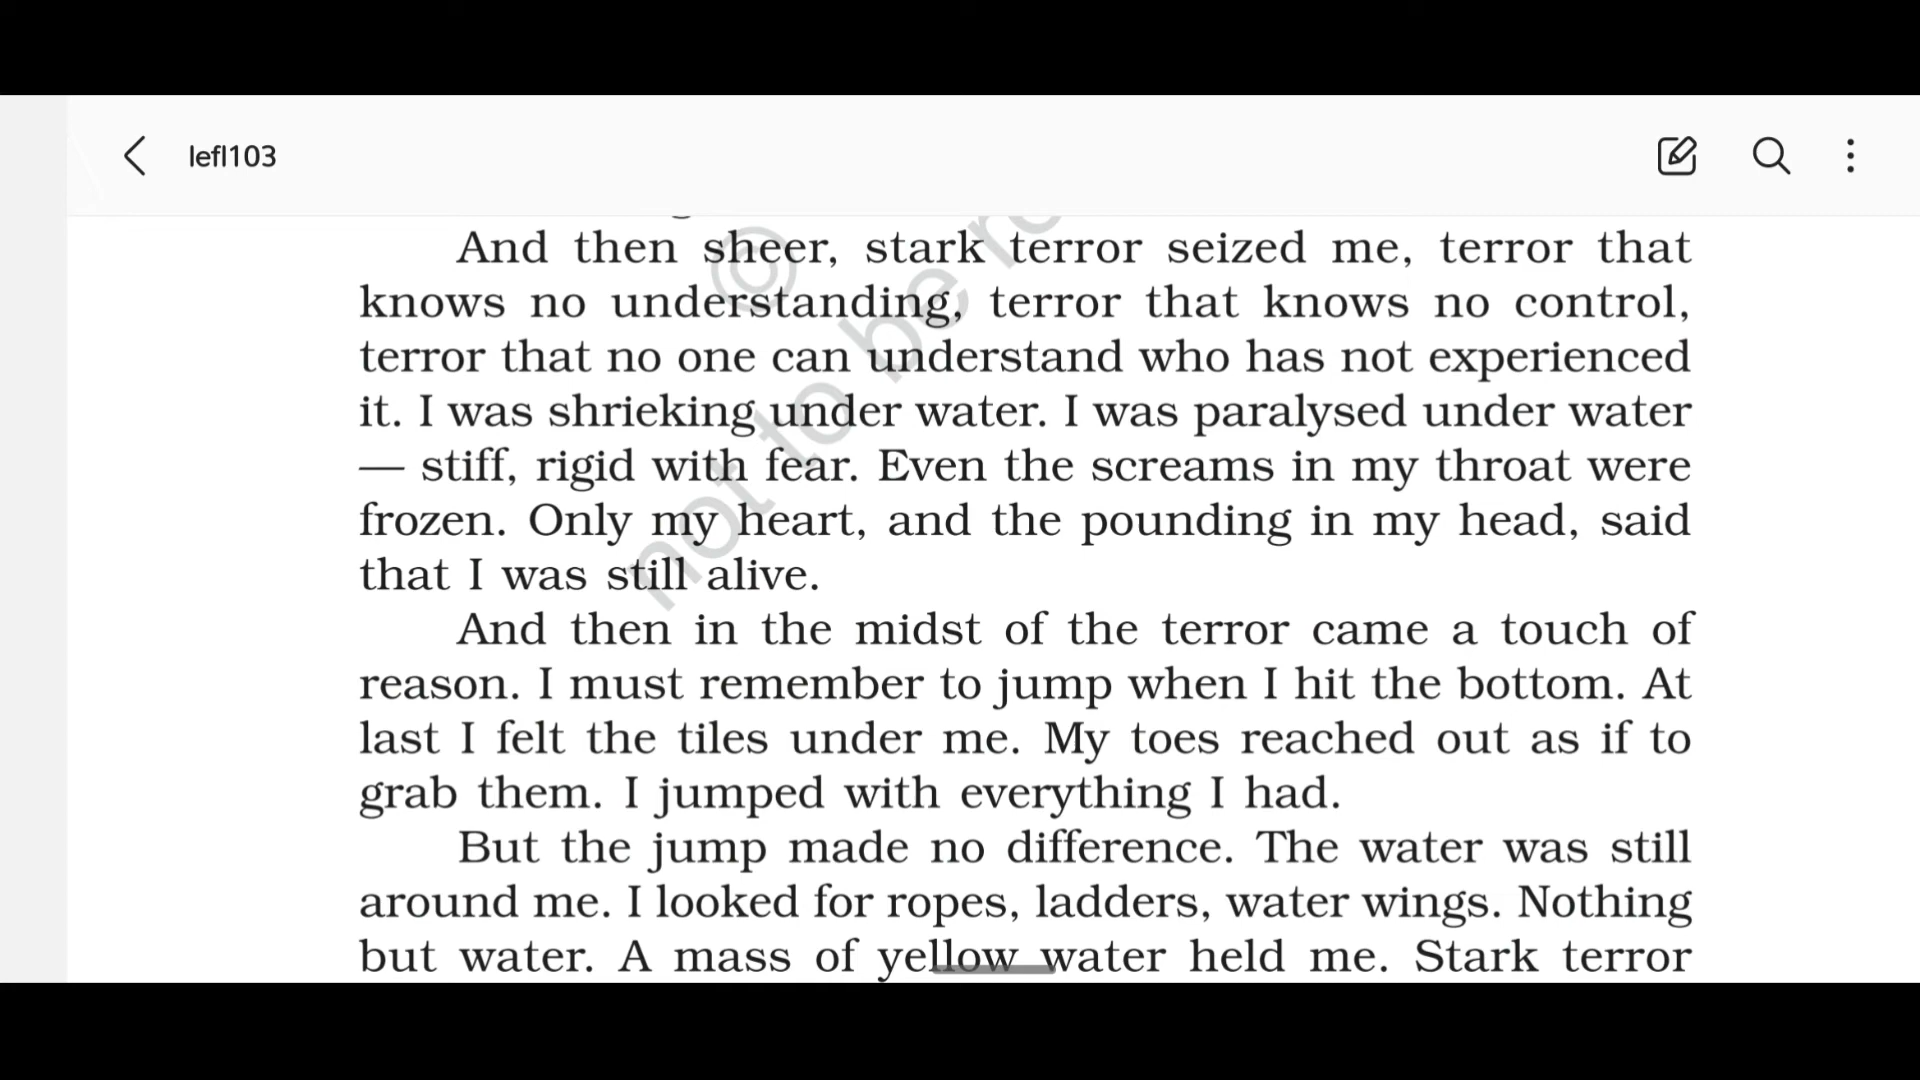 lefl103
And then sheer, stark terror seized me, terror that
knows no understanding, terror that knows no control,
terror that no one can understand who has not experienced
it. I was shrieking under water. I was paralysed under water
— stiff, rigid with fear. Even the screams in my throat were
frozen. Only my heart, and the pounding in my head, said
that I was still alive.
And then in the midst of the terror came a touch of
reason. I must remember to jump when I hit the bottom. At
last I felt the tiles under me. My toes reached out as if to
grab them. I jumped with everything I had.
But the jump made no difference. The water was still
around me. I looked for ropes, ladders, water wings. Nothing
but water. A mass of yellow water held me. Stark terror
©
not to be